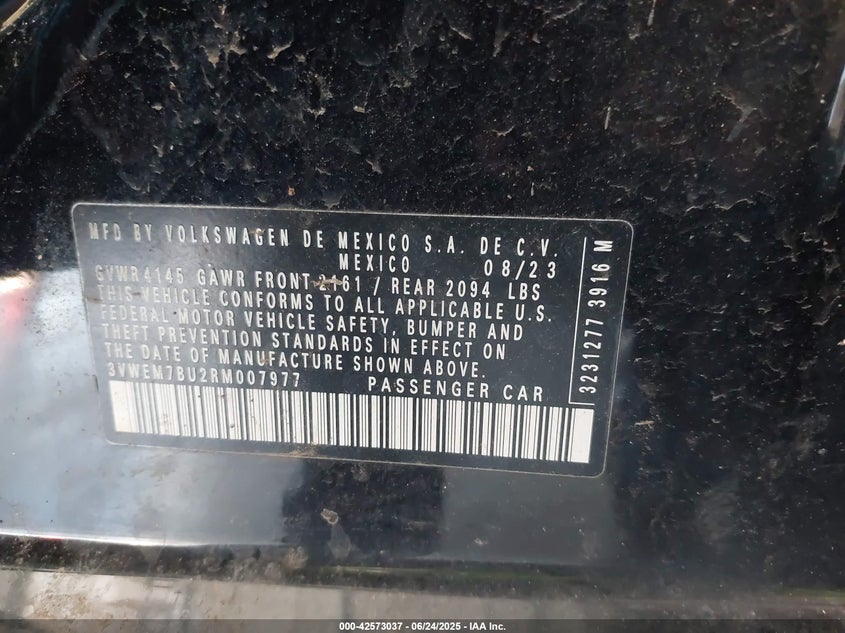 MFD BY VOLKSWAGEN DE MEXICO S.A. DE C.V.
MEXICO 08/23
GVWR 4145 GAWR FRONT 2161 / REAR 2094 LBS
THIS VEHICLE CONFORMS TO ALL APPLICABLE U.S.
FEDERAL MOTOR VEHICLE SAFETY, BUMPER AND
THEFT PREVENTION STANDARDS IN EFFECT ON
THE DATE OF MANUFACTURE SHOWN ABOVE.
3VWEM7BU2RM007977 PASSENGER CAR
3231277 3916 M
000-42573037 - 06/24/2025 - IAA Inc.